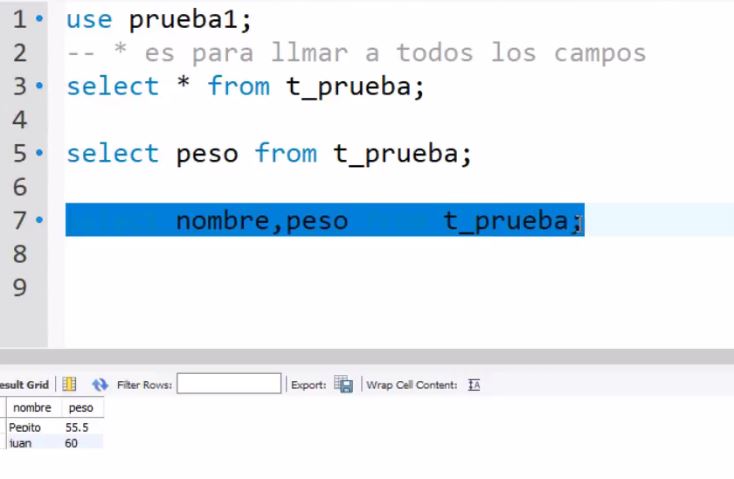 1 use prueba1;
2 -- * es para llmar a todos los campos
3 select * from t_prueba;
4
5 select peso from t_prueba;
6
7 select nombre,peso from t_prueba;
8
9
esult Grid Filter Rows: Export: Wrap Cell Content:
nombre peso
Pepito 55.5
juan 60